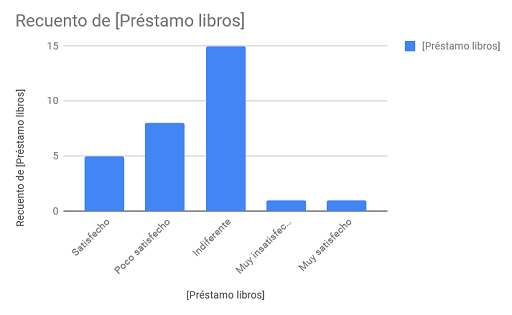 Recuento de [Préstamo libros]
[Préstamo libros]
Recuento de [Préstamo libros]
15
10
5
0
Satisfecho
Poco satisfecho
Indiferente
Muy insatisfec...
Muy satisfecho
[Préstamo libros]